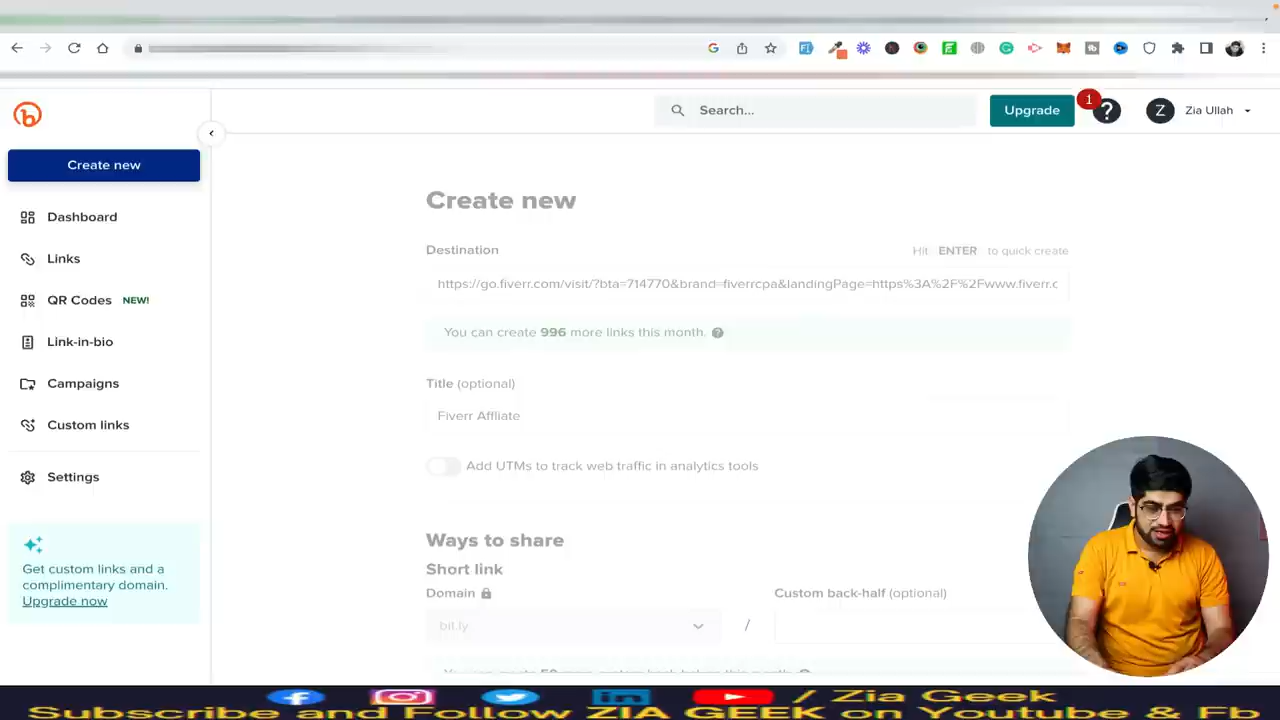 Search...
Upgrade
1
?
Z
Zia Ullah
Create new
Dashboard
Links
QR Codes NEW!
Link-in-bio
Campaigns
Custom links
Settings
Get custom links and a
complimentary domain.
Upgrade now
Create new
Destination
Hit ENTER to quick create
https://go.fiverr.com/visit/?bta=714770&brand=fiverrcpa&landingPage=https%3A%2F%2Fwww.fiverr.c
You can create 996 more links this month.
Title (optional)
Fiverr Affliate
Add UTMs to track web traffic in analytics tools
Ways to share
Short link
Domain
Custom back-half (optional)
bit.ly
/
/ Zia Geek
Subscribe and Follow ZIA GEEK on Youtube & Fb